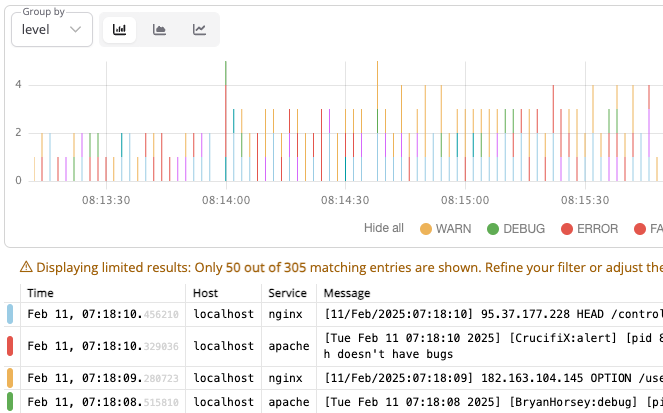 Group by
level
4
2
0
08:13:30 08:14:00 08:14:30 08:15:00 08:15:30
Hide all WARN DEBUG ERROR FA
Displaying limited results: Only 50 out of 305 matching entries are shown. Refine your filter or adjust the
Time Host Service Message
Feb 11, 07:18:10.456210 localhost nginx [11/Feb/2025:07:18:10] 95.37.177.228 HEAD /control
Feb 11, 07:18:10.329036 localhost apache [Tue Feb 11 07:18:10 2025] [CrucifiX:alert] [pid 8
h doesn't have bugs
Feb 11, 07:18:09.280723 localhost nginx [11/Feb/2025:07:18:09] 182.163.104.145 OPTION /use
Feb 11, 07:18:08.515810 localhost apache [Tue Feb 11 07:18:08 2025] [BryanHorsey:debug] [pi